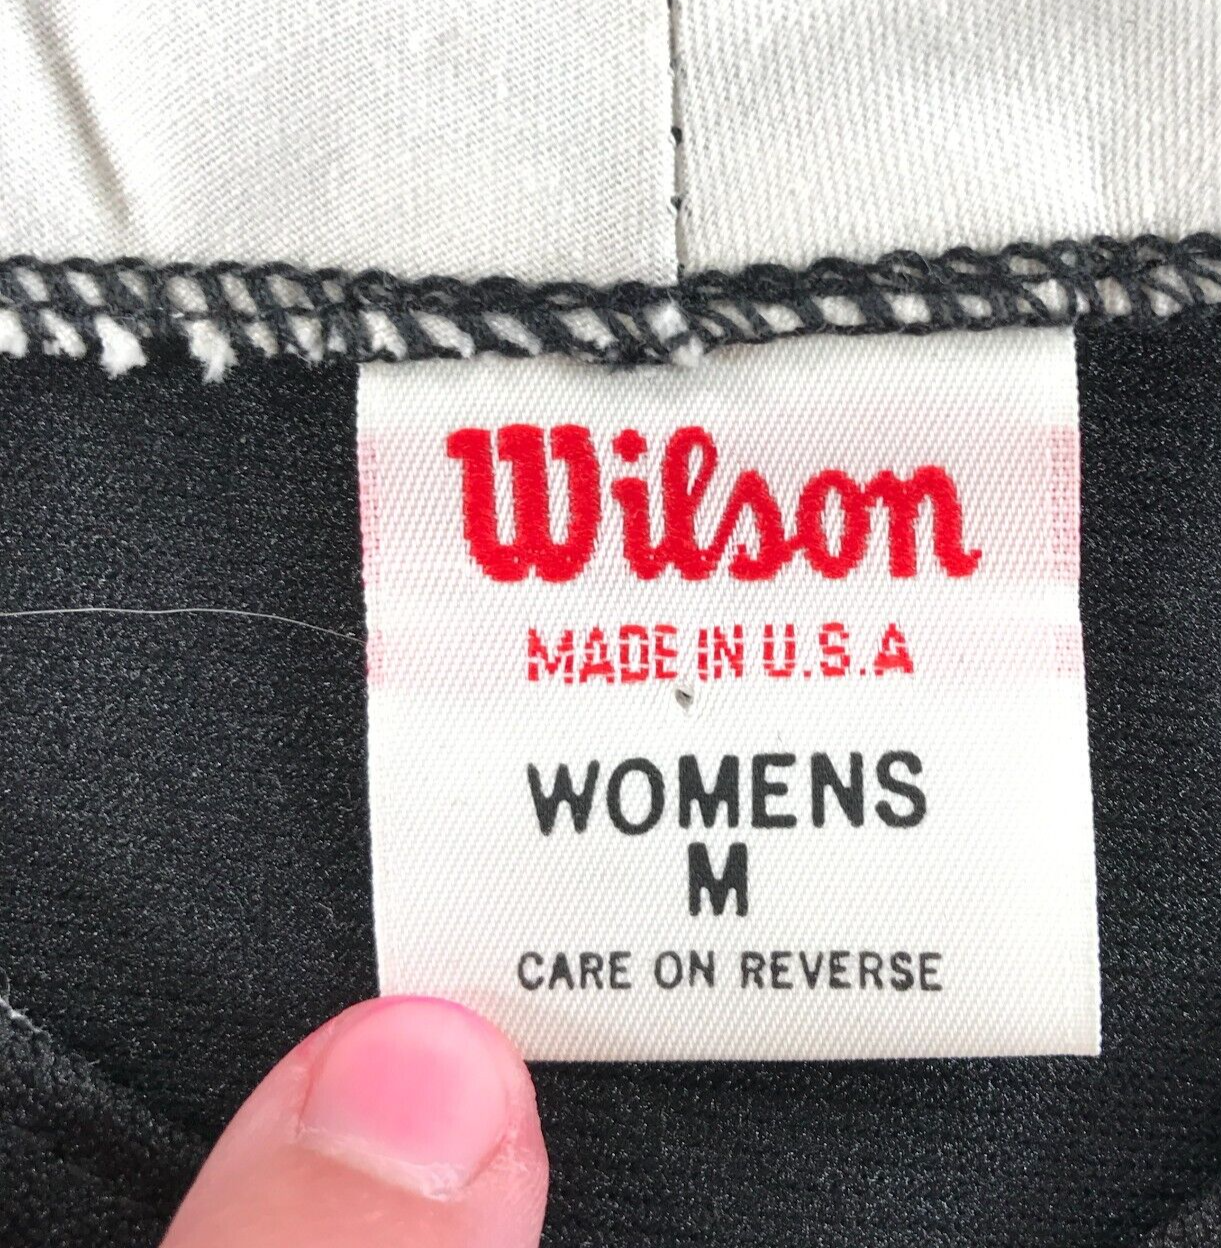 Wilson
MADE IN U.S.A
WOMENS
M
CARE ON REVERSE